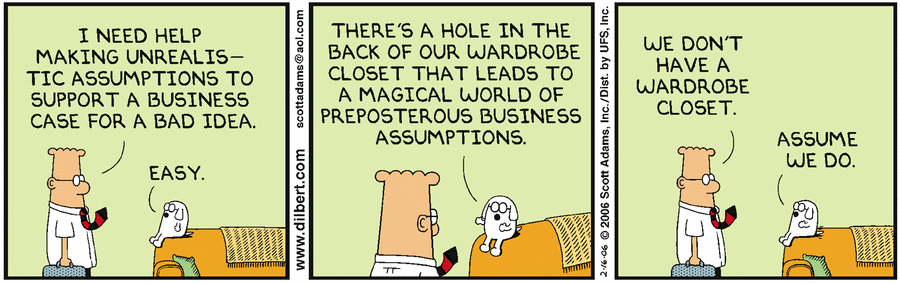 I NEED HELP
MAKING UNREALIS–
TIC ASSUMPTIONS TO
SUPPORT A BUSINESS
CASE FOR A BAD IDEA.
EASY.
www.dilbert.com scottadams@aol.com
THERE'S A HOLE IN THE
BACK OF OUR WARDROBE
CLOSET THAT LEADS TO
A MAGICAL WORLD OF
PREPOSTEROUS BUSINESS
ASSUMPTIONS.
2-16-06 © 2006 Scott Adams, Inc./Dist. by UFS, Inc.
WE DON'T
HAVE A
WARDROBE
CLOSET.
ASSUME
WE DO.